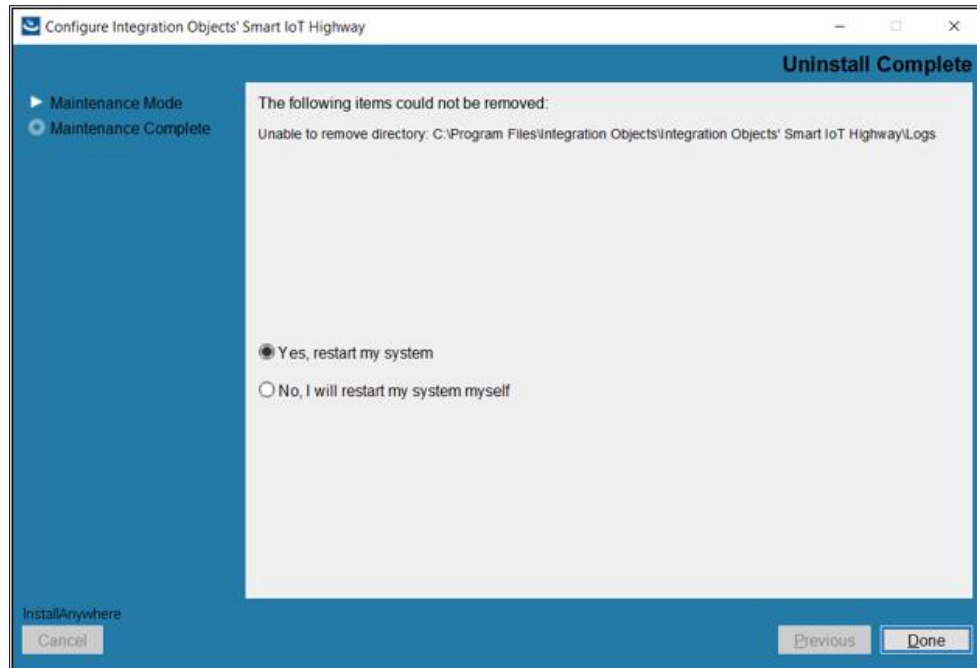 Configure Integration Objects' Smart IoT Highway
Uninstall Complete
Maintenance Mode
Maintenance Complete
The following items could not be removed:
Unable to remove directory: C:\Program Files\Integration Objects\Integration Objects' Smart IoT Highway\Logs
Yes, restart my system
No, I will restart my system myself
InstallAnywhere
Cancel
Previous
Done